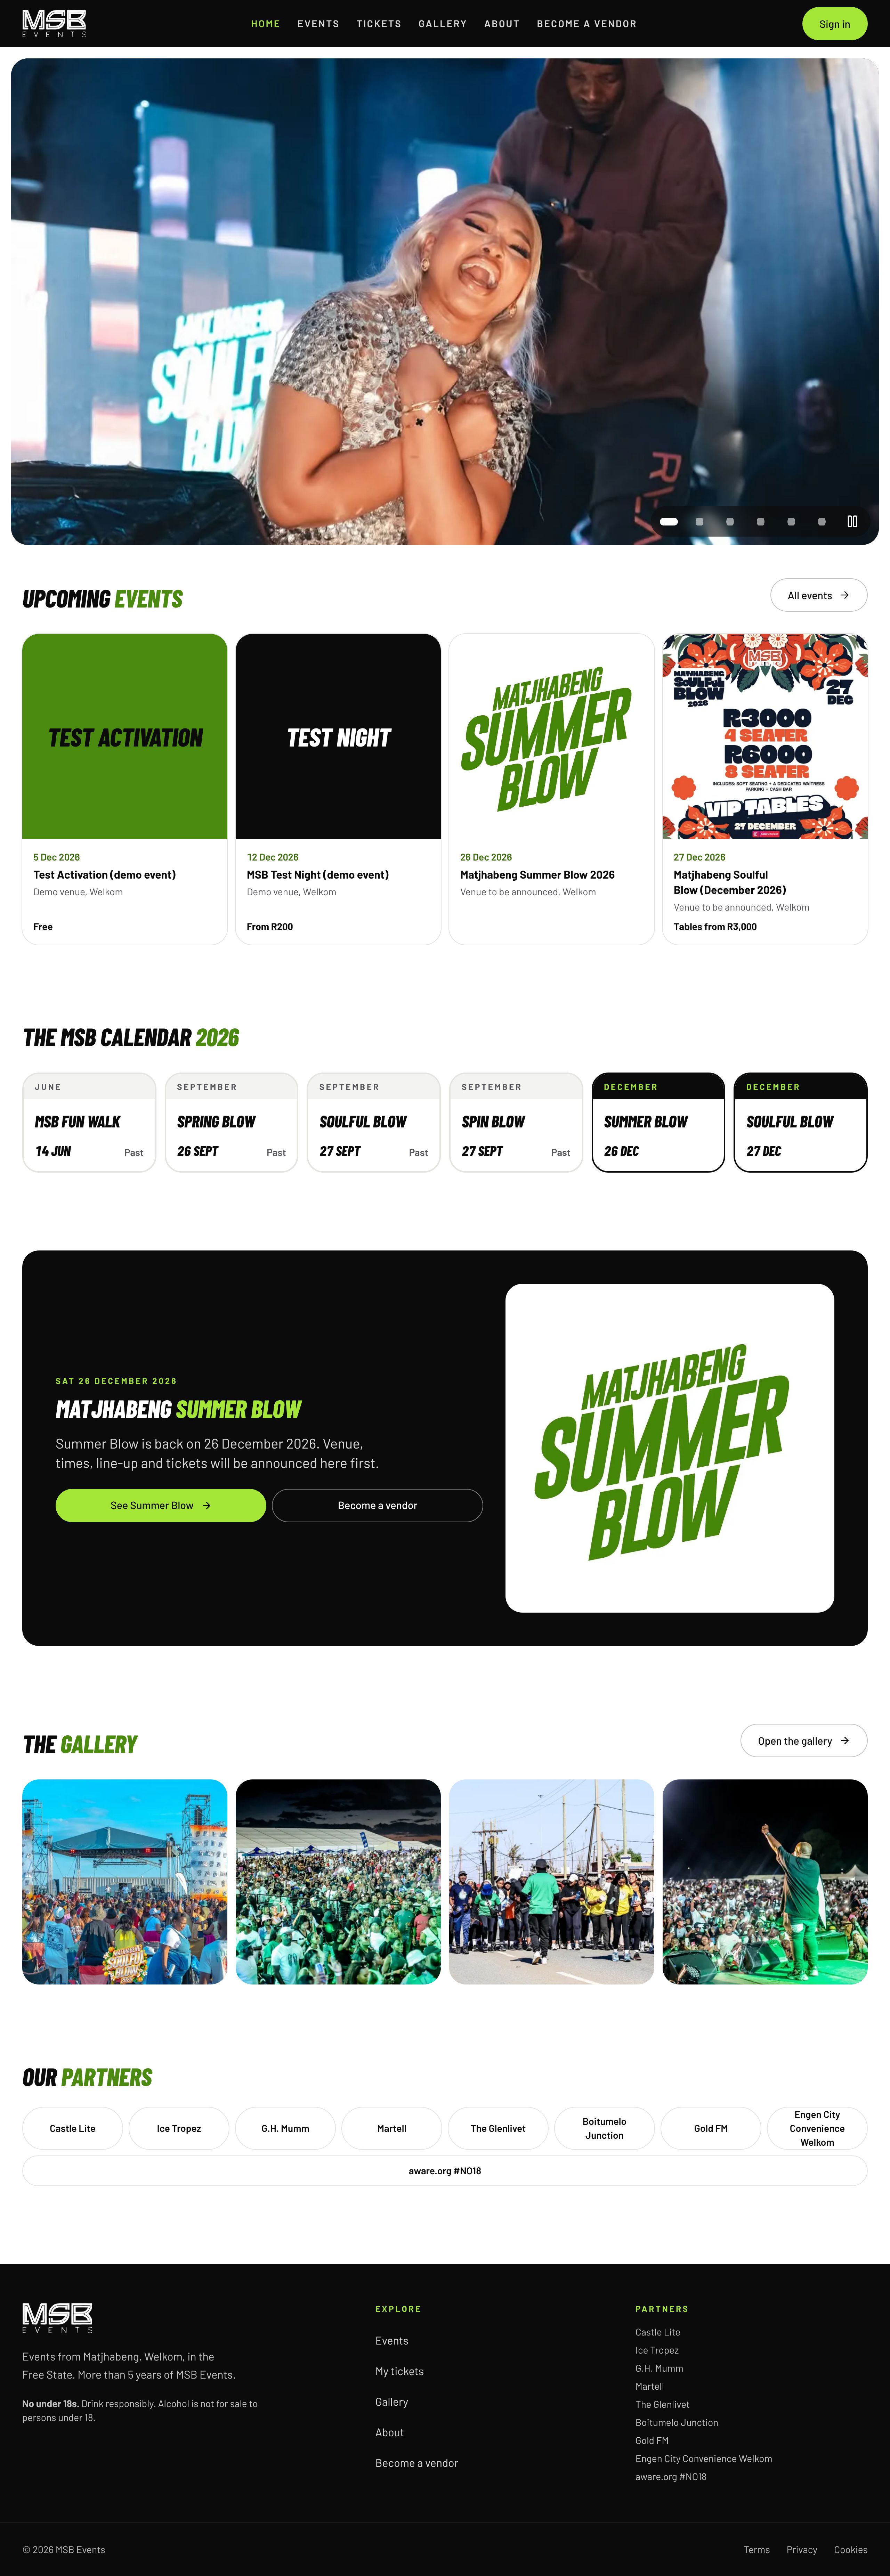 MSB
EVENTS
HOME
EVENTS
TICKETS
GALLERY
ABOUT
BECOME A VENDOR
Sign in
MATJHABENG
SOULFUL
BLOW
UPCOMING EVENTS
All events
TEST ACTIVATION
5 Dec 2026
Test Activation (demo event)
Demo venue, Welkom
Free
TEST NIGHT
12 Dec 2026
MSB Test Night (demo event)
Demo venue, Welkom
From R200
MATJHABENG
SUMMER
BLOW
26 Dec 2026
Matjhabeng Summer Blow 2026
Venue to be announced, Welkom
MSB
MATJHABENG
SOULFUL
BLOW
2026
27
DEC
R3000
4 SEATER
R6000
8 SEATER
INCLUDES: SOFT SEATING + A DEDICATED WAITRESS
PARKING + CASH BAR
VIP TABLES
27 DECEMBER
27 Dec 2026
Matjhabeng Soulful
Blow (December 2026)
Venue to be announced, Welkom
Tables from R3,000
THE MSB CALENDAR 2026
JUNE
MSB FUN WALK
14 JUN
Past
SEPTEMBER
SPRING BLOW
26 SEPT
Past
SEPTEMBER
SOULFUL BLOW
27 SEPT
Past
SEPTEMBER
SPIN BLOW
27 SEPT
Past
DECEMBER
SUMMER BLOW
26 DEC
DECEMBER
SOULFUL BLOW
27 DEC
SAT 26 DECEMBER 2026
MATJHABENG SUMMER BLOW
Summer Blow is back on 26 December 2026. Venue,
times, line-up and tickets will be announced here first.
See Summer Blow
Become a vendor
MATJHABENG
SUMMER
BLOW
THE GALLERY
Open the gallery
OUR PARTNERS
Castle Lite
Ice Tropez
G.H. Mumm
Martell
The Glenlivet
Boitumelo
Junction
Gold FM
Engen City
Convenience
Welkom
aware.org #NO18
MSB
EVENTS
Events from Matjhabeng, Welkom, in the
Free State. More than 5 years of MSB Events.
No under 18s. Drink responsibly. Alcohol is not for sale to
persons under 18.
EXPLORE
Events
My tickets
Gallery
About
Become a vendor
PARTNERS
Castle Lite
Ice Tropez
G.H. Mumm
Martell
The Glenlivet
Boitumelo Junction
Gold FM
Engen City Convenience Welkom
aware.org #NO18
© 2026 MSB Events
Terms
Privacy
Cookies